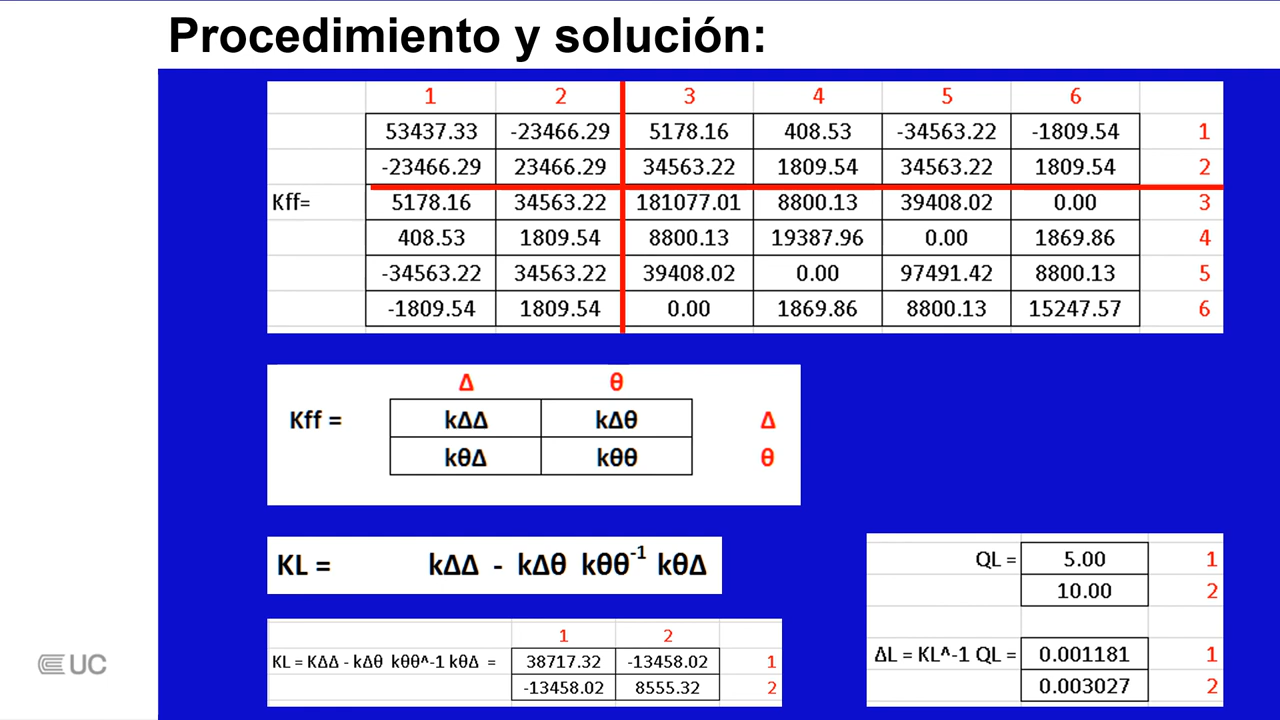 Procedimiento y solución:
1 2 3 4 5 6
53437.33 -23466.29 5178.16 408.53 -34563.22 -1809.54 1
-23466.29 23466.29 34563.22 1809.54 34563.22 1809.54 2
Kff= 5178.16 34563.22 181077.01 8800.13 39408.02 0.00 3
408.53 1809.54 8800.13 19387.96 0.00 1869.86 4
-34563.22 34563.22 39408.02 0.00 97491.42 8800.13 5
-1809.54 1809.54 0.00 1869.86 8800.13 15247.57 6
Δ θ
Kff = kΔΔ kΔθ Δ
kθΔ kθθ θ
KL = kΔΔ - kΔθ kθθ⁻¹ kθΔ
1 2
KL = KΔΔ - kΔθ kθθ^-1 kθΔ = 38717.32 -13458.02 1
-13458.02 8555.32 2
QL = 5.00 1
10.00 2
ΔL = KL^-1 QL = 0.001181 1
0.003027 2
UC